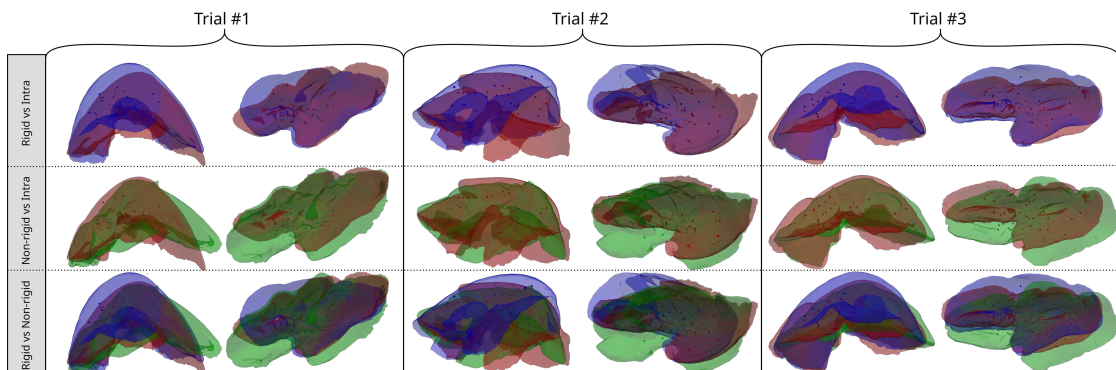 Trial #1
Trial #2
Trial #3
Rigid vs Intra
Non-rigid vs Intra
Rigid vs Non-rigid